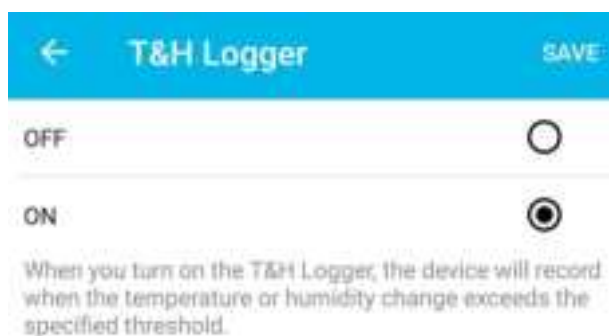 T&H Logger SAVE
OFF
ON
When you turn on the T&H Logger, the device will record
when the temperature or humidity change exceeds the
specified threshold.